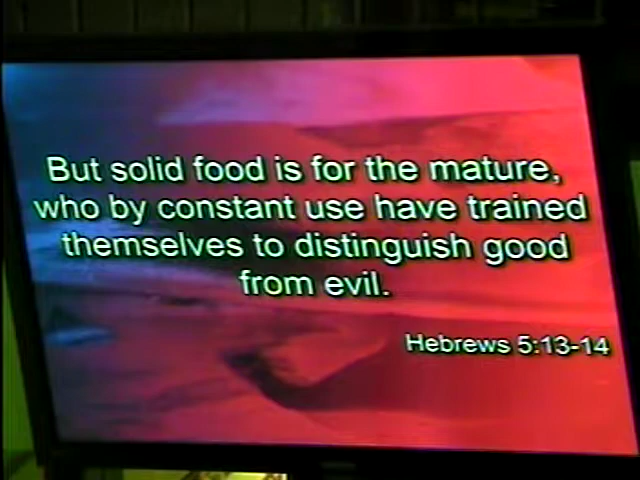 But solid food is for the mature,
who by constant use have trained
themselves to distinguish good
from evil.
Hebrews 5:13-14